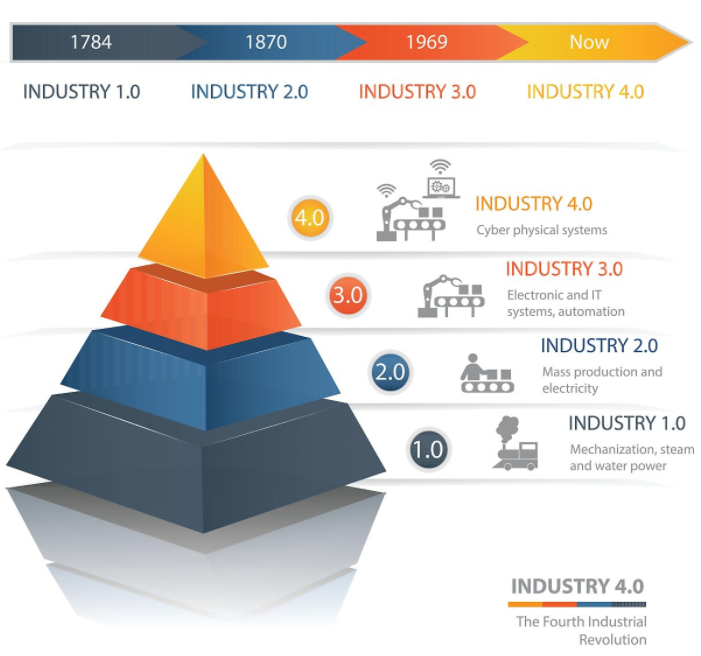 1784
1870
1969
Now
INDUSTRY 1.0
INDUSTRY 2.0
INDUSTRY 3.0
INDUSTRY 4.0
4.0
INDUSTRY 4.0
Cyber physical systems
3.0
INDUSTRY 3.0
Electronic and IT
systems, automation
2.0
INDUSTRY 2.0
Mass production and
electricity
1.0
INDUSTRY 1.0
Mechanization, steam
and water power
INDUSTRY 4.0
The Fourth Industrial
Revolution